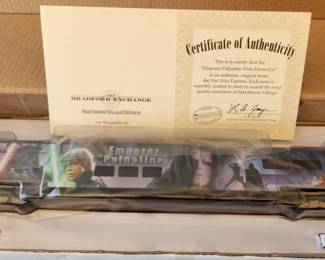 THE
BRADFORD EXCHANGE
HAWTHORNE VILLAGE DIVISION
Certificate of Authenticity
This is to certify that the
"Emperor Palpatine Vista Dome Car"
is an authentic original from
the Star Wars Express. Each issue is
superbly crafted to meet or exceed the strict
quality standards of Hawthorne Village.
Emperor
Palpatine